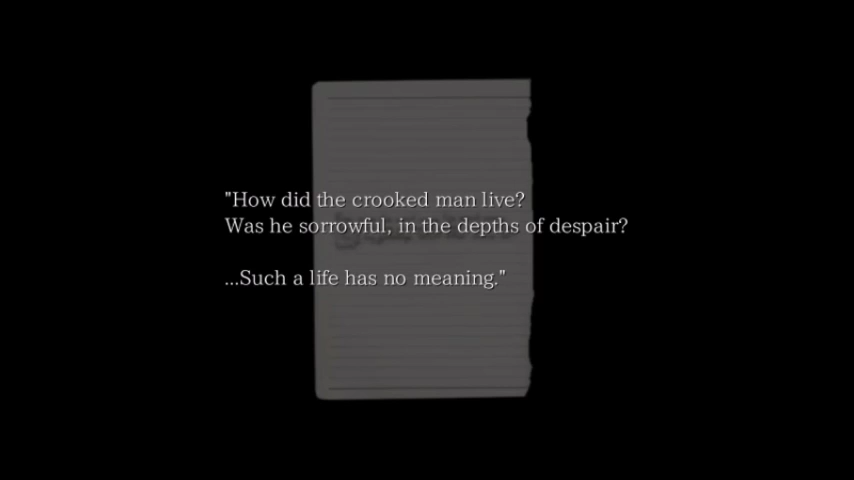 "How did the crooked man live?
Was he sorrowful, in the depths of despair?
...Such a life has no meaning."